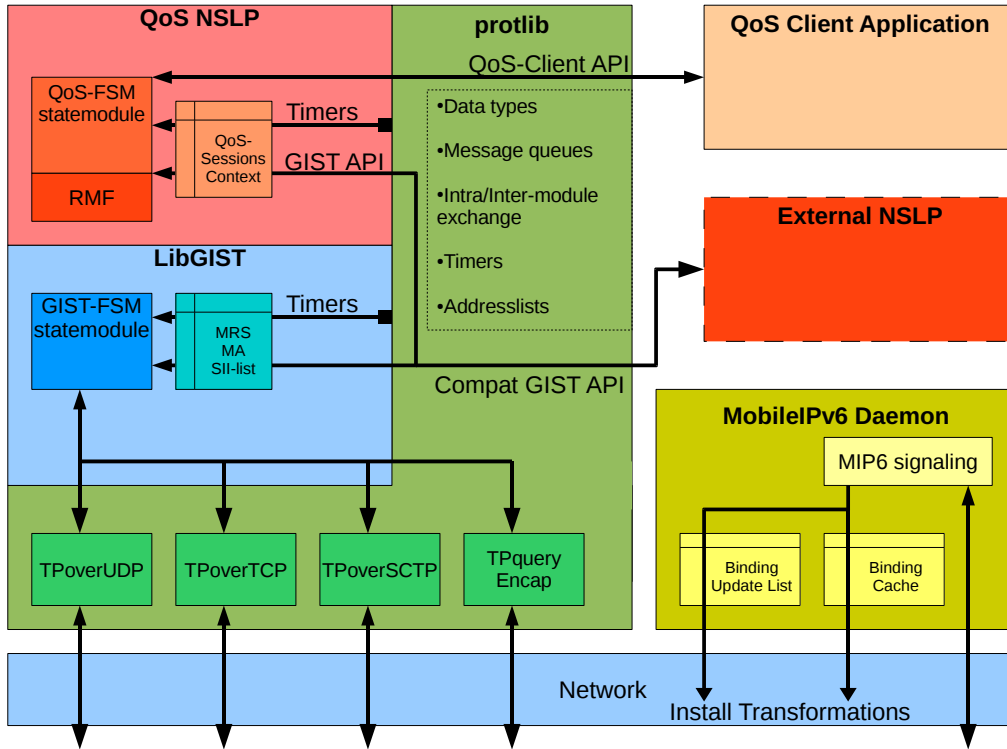 QoS NSLP
protlib
QoS Client Application
QoS-Client API
QoS-FSM
statemodule
RMF
QoS-
Sessions
Context
Timers
GIST API
•Data types
•Message queues
•Intra/Inter-module
exchange
•Timers
•Addresslists
External NSLP
LibGIST
GIST-FSM
statemodule
MRS
MA
SII-list
Timers
Compat GIST API
MobileIPv6 Daemon
MIP6 signaling
Binding
Update List
Binding
Cache
TPoverUDP
TPoverTCP
TPoverSCTP
TPquery
Encap
Network
Install Transformations